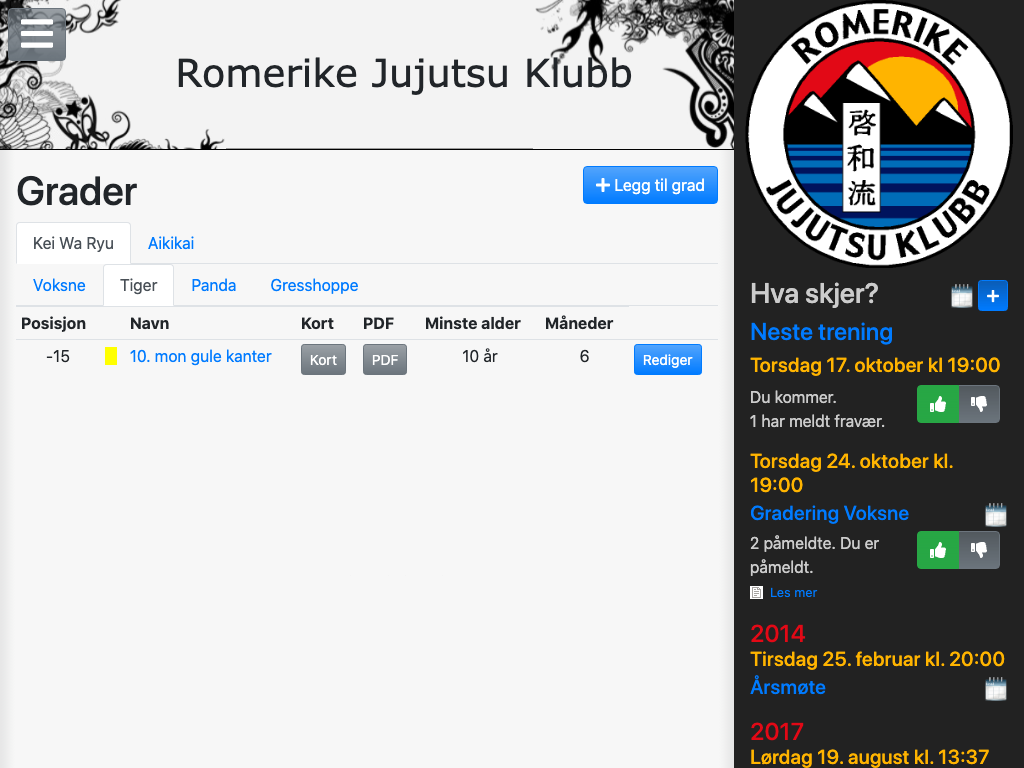 Romerike Jujutsu Klubb
Grader
Legg til grad
Kei Wa Ryu
Aikikai
Voksne
Tiger
Panda
Gresshoppe
Posisjon Navn Kort PDF Minste alder Måneder
-15 10. mon gule kanter Kort PDF 10 år 6 Rediger
ROMERIKE
啓和流
JUJUTSU KLUBB
Hva skjer?
Neste trening
Torsdag 17. oktober kl 19:00
Du kommer.
1 har meldt fravær.
Torsdag 24. oktober kl.
19:00
Gradering Voksne
2 påmeldte. Du er
påmeldt.
Les mer
2014
Tirsdag 25. februar kl. 20:00
Årsmøte
2017
Lørdag 19. august kl. 13:37